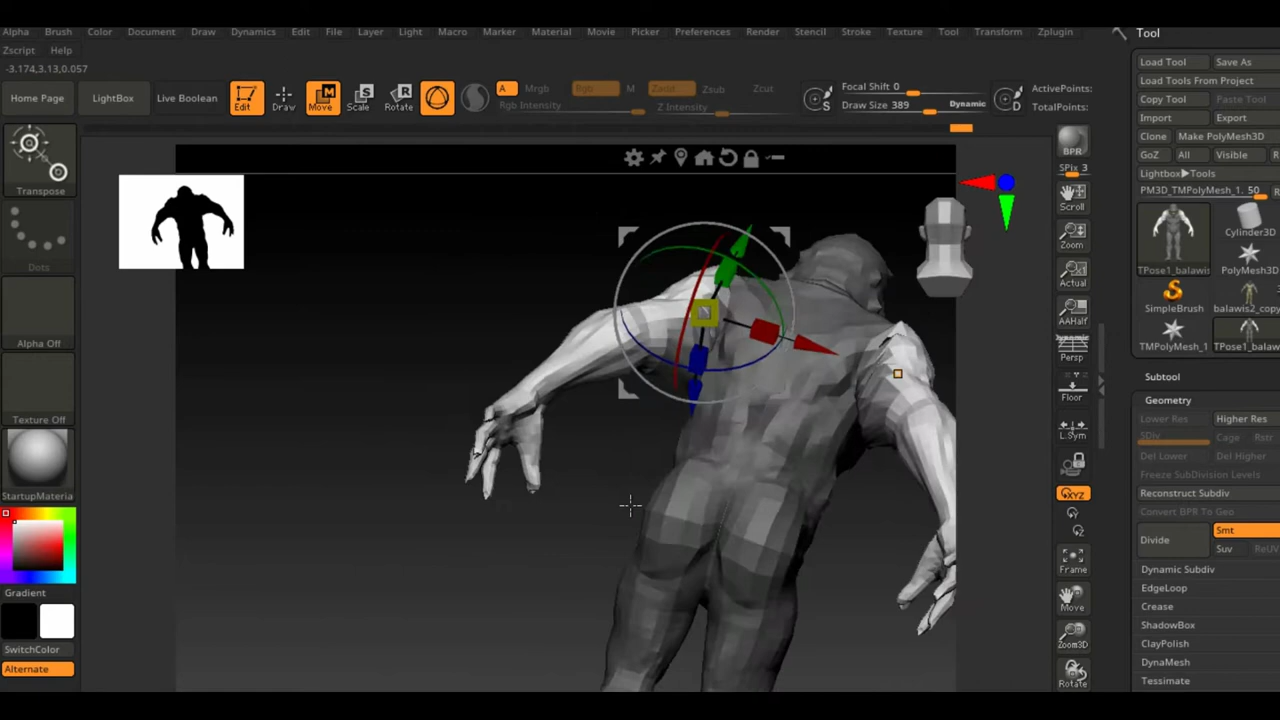 Alpha Brush Color Document Draw Dynamics Edit File Layer Light Macro Marker Material Movie Picker Preferences Render Stencil Stroke Texture Tool Transform Zplugin
Zscript Help
-3.174,3.13,0.057
Home Page
LightBox
Live Boolean
Edit
Draw
Move
Scale
Rotate
A
Mrgb
Rgb
M
Zadd
Zsub
Zcut
Rgb Intensity
Z Intensity
S
Focal Shift 0
Draw Size 389
Dynamic
D
ActivePoints:
TotalPoints:
Transpose
Dots
Alpha Off
Texture Off
StartupMateria
Gradient
SwitchColor
Alternate
BPR
SPix 3
Scroll
Zoom
Actual
AAHalf
Dynamic
Persp
Floor
L.Sym
XYZ
Y
Z
Frame
Move
Zoom3D
Rotate
Tool
Load Tool
Save As
Load Tools From Project
Copy Tool
Paste Tool
Import
Export
Clone
Make PolyMesh3D
GoZ
All
Visible
R
Lightbox▶Tools
PM3D_TMPolyMesh_1. 50
TPose1_balawis
Cylinder3D
PolyMesh3D
SimpleBrush
balawis2_copy
TMPolyMesh_1
TPose1_balawi
Subtool
Geometry
Lower Res
Higher Res
SDiv
Cage
Rstr
Del Lower
Del Higher
Freeze SubDivision Levels
Reconstruct Subdiv
Convert BPR To Geo
Divide
Smt
Suv
ReUV
Dynamic Subdiv
EdgeLoop
Crease
ShadowBox
ClayPolish
DynaMesh
Tessimate